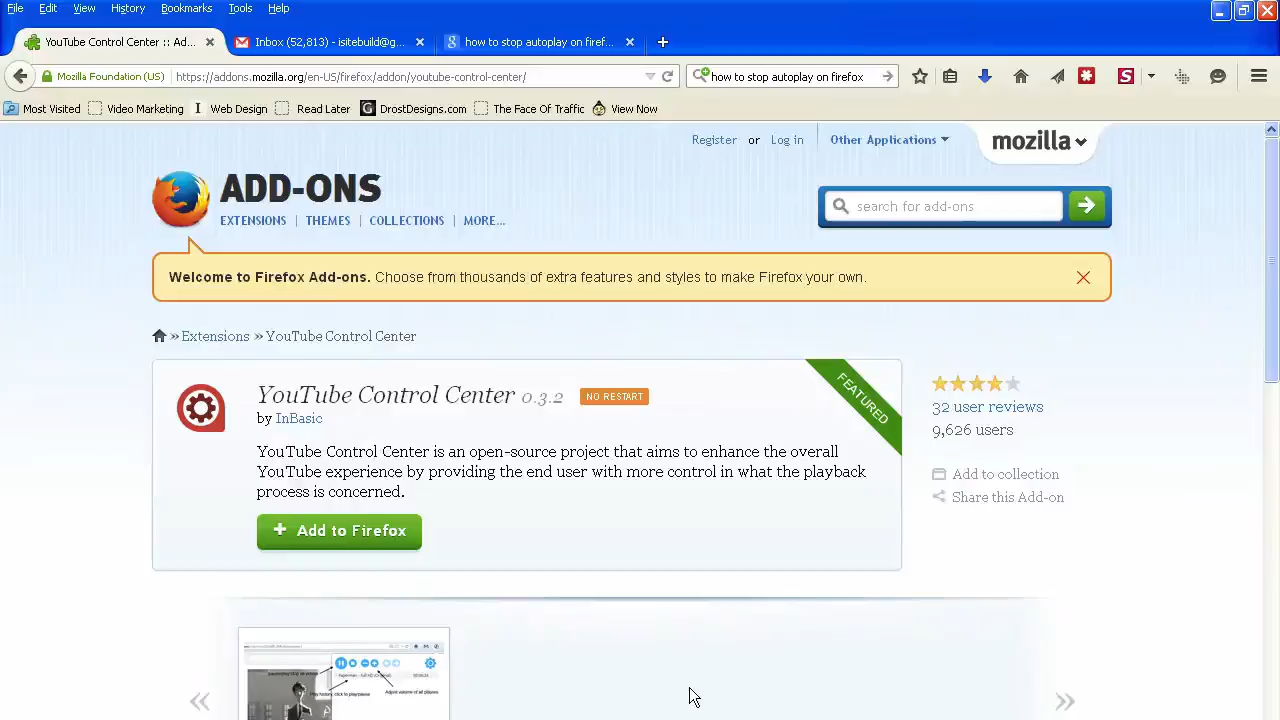 File Edit View History Bookmarks Tools Help
YouTube Control Center :: Ad... Inbox (52,813) - isitebuild@g... how to stop autoplay on firef...
Mozilla Foundation (US) https://addons.mozilla.org/en-US/firefox/addon/youtube-control-center/ how to stop autoplay on firefox
Most Visited Video Marketing Web Design Read Later DrostDesigns.com The Face Of Traffic View Now
Register or Log in Other Applications mozilla
ADD-ONS
EXTENSIONS | THEMES | COLLECTIONS | MORE...
search for add-ons
Welcome to Firefox Add-ons. Choose from thousands of extra features and styles to make Firefox your own.
» Extensions » YouTube Control Center
YouTube Control Center 0.3.2 NO RESTART
FEATURED
by InBasic
YouTube Control Center is an open-source project that aims to enhance the overall
YouTube experience by providing the end user with more control in what the playback
process is concerned.
+ Add to Firefox
32 user reviews
9,626 users
Add to collection
Share this Add-on